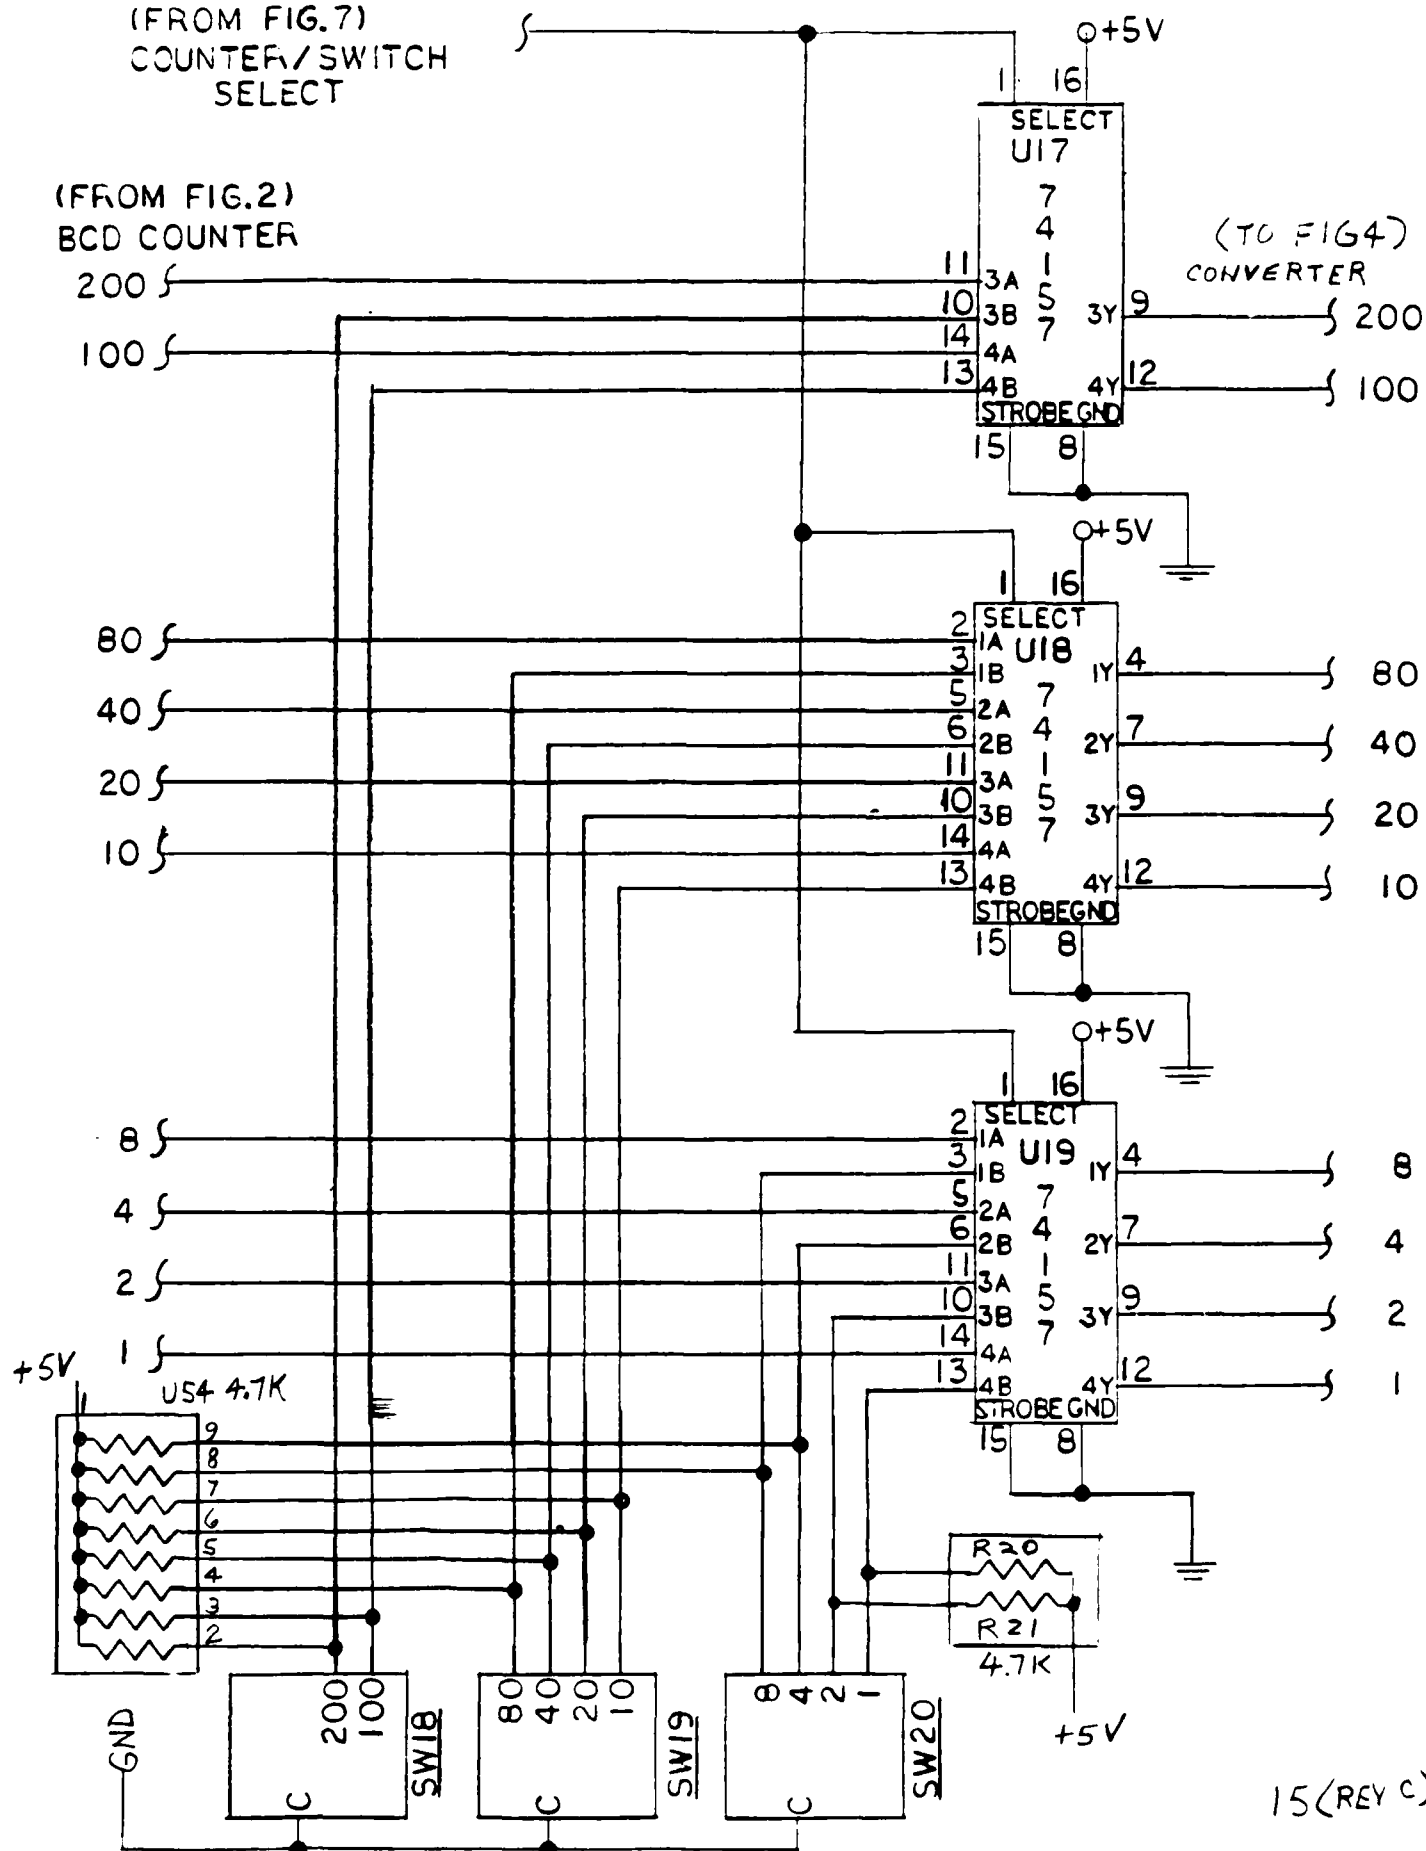 (FROM FIG.7)
COUNTER/SWITCH
SELECT
+5V
1 16
SELECT
U17
74157
(FROM FIG.2)
BCD COUNTER
(TO FIG4)
CONVERTER
200 11 3A
10 3B 3Y 9 200
100 14 4A
13 4B 4Y 12 100
STROBE GND
15 8
+5V
1 16
SELECT
U18
74157
80 2 1A
3 1B 1Y 4 80
40 5 2A
6 2B 2Y 7 40
20 11 3A
10 3B 3Y 9 20
10 14 4A
13 4B 4Y 12 10
STROBE GND
15 8
+5V
1 16
SELECT
U19
74157
8 2 1A
3 1B 1Y 4 8
4 5 2A
6 2B 2Y 7 4
2 11 3A
10 3B 3Y 9 2
1 14 4A
13 4B 4Y 12 1
STROBE GND
15 8
+5V
1
U54 4.7K
9
8
7
6
5
4
3
2
R20
R21
4.7K
+5V
GND
200 100
C
SW18
80 40 20 10
C
SW19
8 4 2 1
C
SW20
15 (REV C)